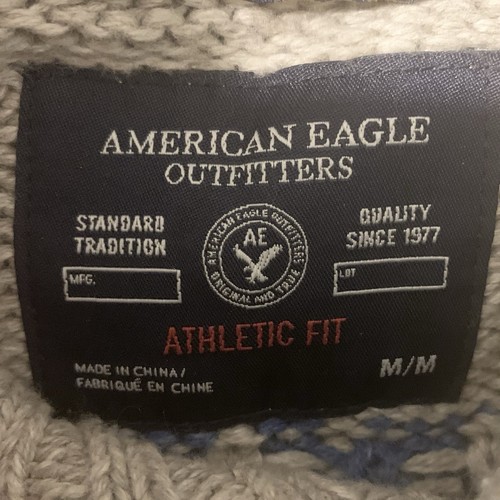 AMERICAN EAGLE
OUTFITTERS
STANDARD
TRADITION
MFG.
AMERICAN EAGLE OUTFITTERS
AE
ORIGINAL AND TRUE
QUALITY
SINCE 1977
LOT
ATHLETIC FIT
MADE IN CHINA/
FABRIQUÉ EN CHINE
M/M